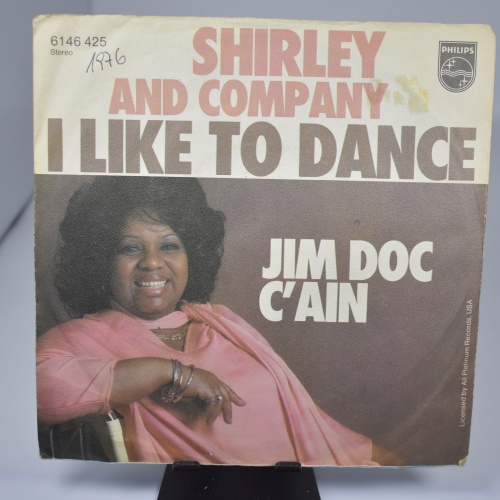 6146 425
Stereo
1976
SHIRLEY
AND COMPANY
I LIKE TO DANCE
PHILIPS
JIM DOC
C'AIN
Licensed by All Platinum Records, USA